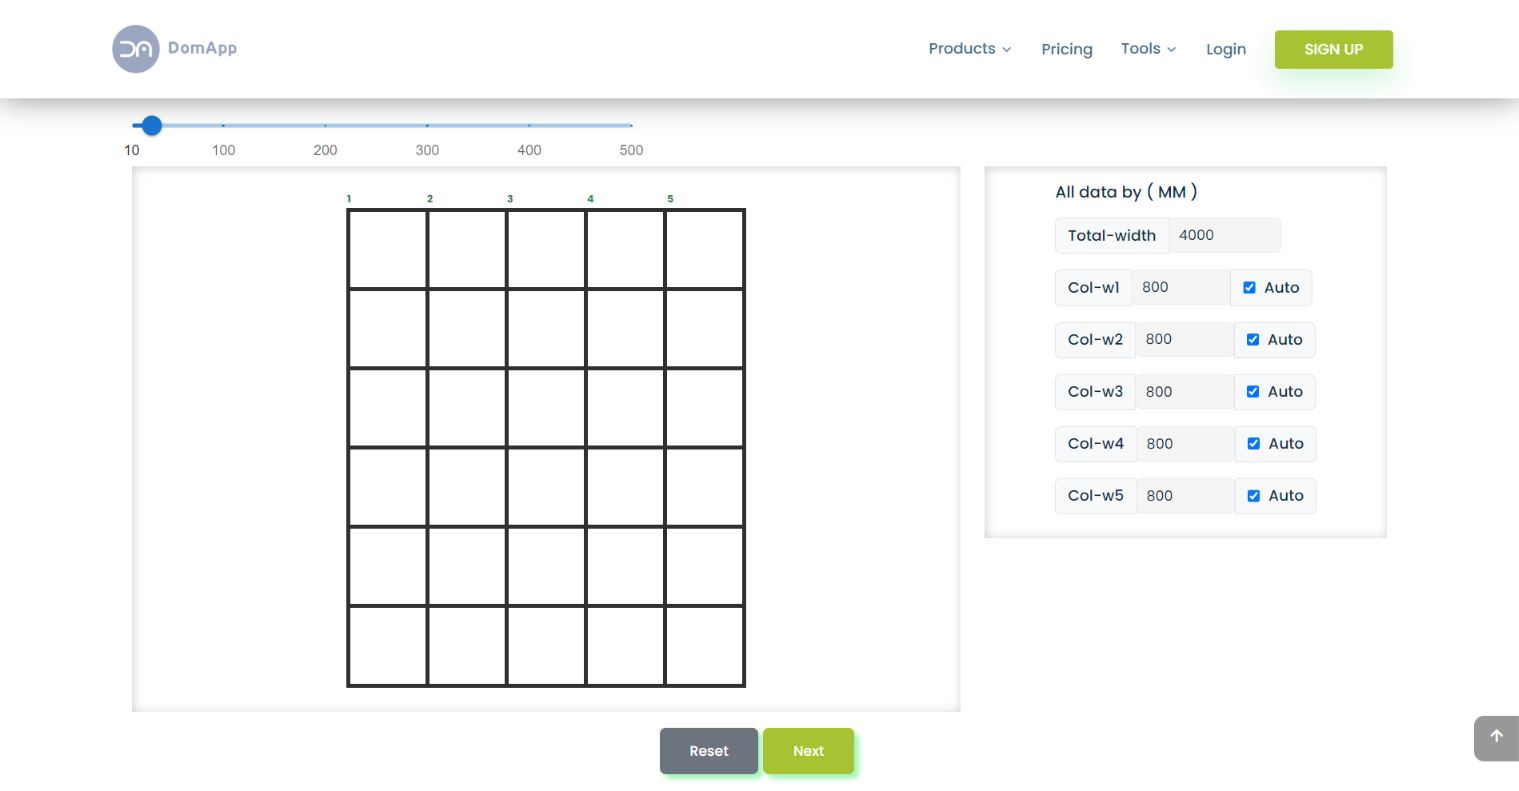 DomApp
Products
Pricing
Tools
Login
SIGN UP
10 100 200 300 400 500
1 2 3 4 5
All data by ( MM )
Total-width 4000
Col-w1 800 Auto
Col-w2 800 Auto
Col-w3 800 Auto
Col-w4 800 Auto
Col-w5 800 Auto
Reset
Next